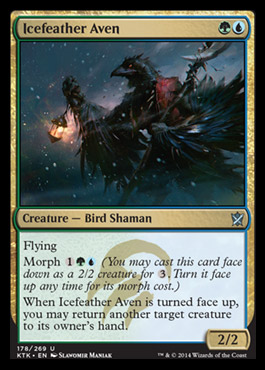 Icefeather Aven
Creature — Bird Shaman
Flying
Morph 1 (You may cast this card face
down as a 2/2 creature for 3. Turn it face
up any time for its morph cost.)
When Icefeather Aven is turned face up,
you may return another target creature
to its owner's hand.
2/2
178/269 U
KTK • EN Slawomir Maniak
™ & © 2014 Wizards of the Coast